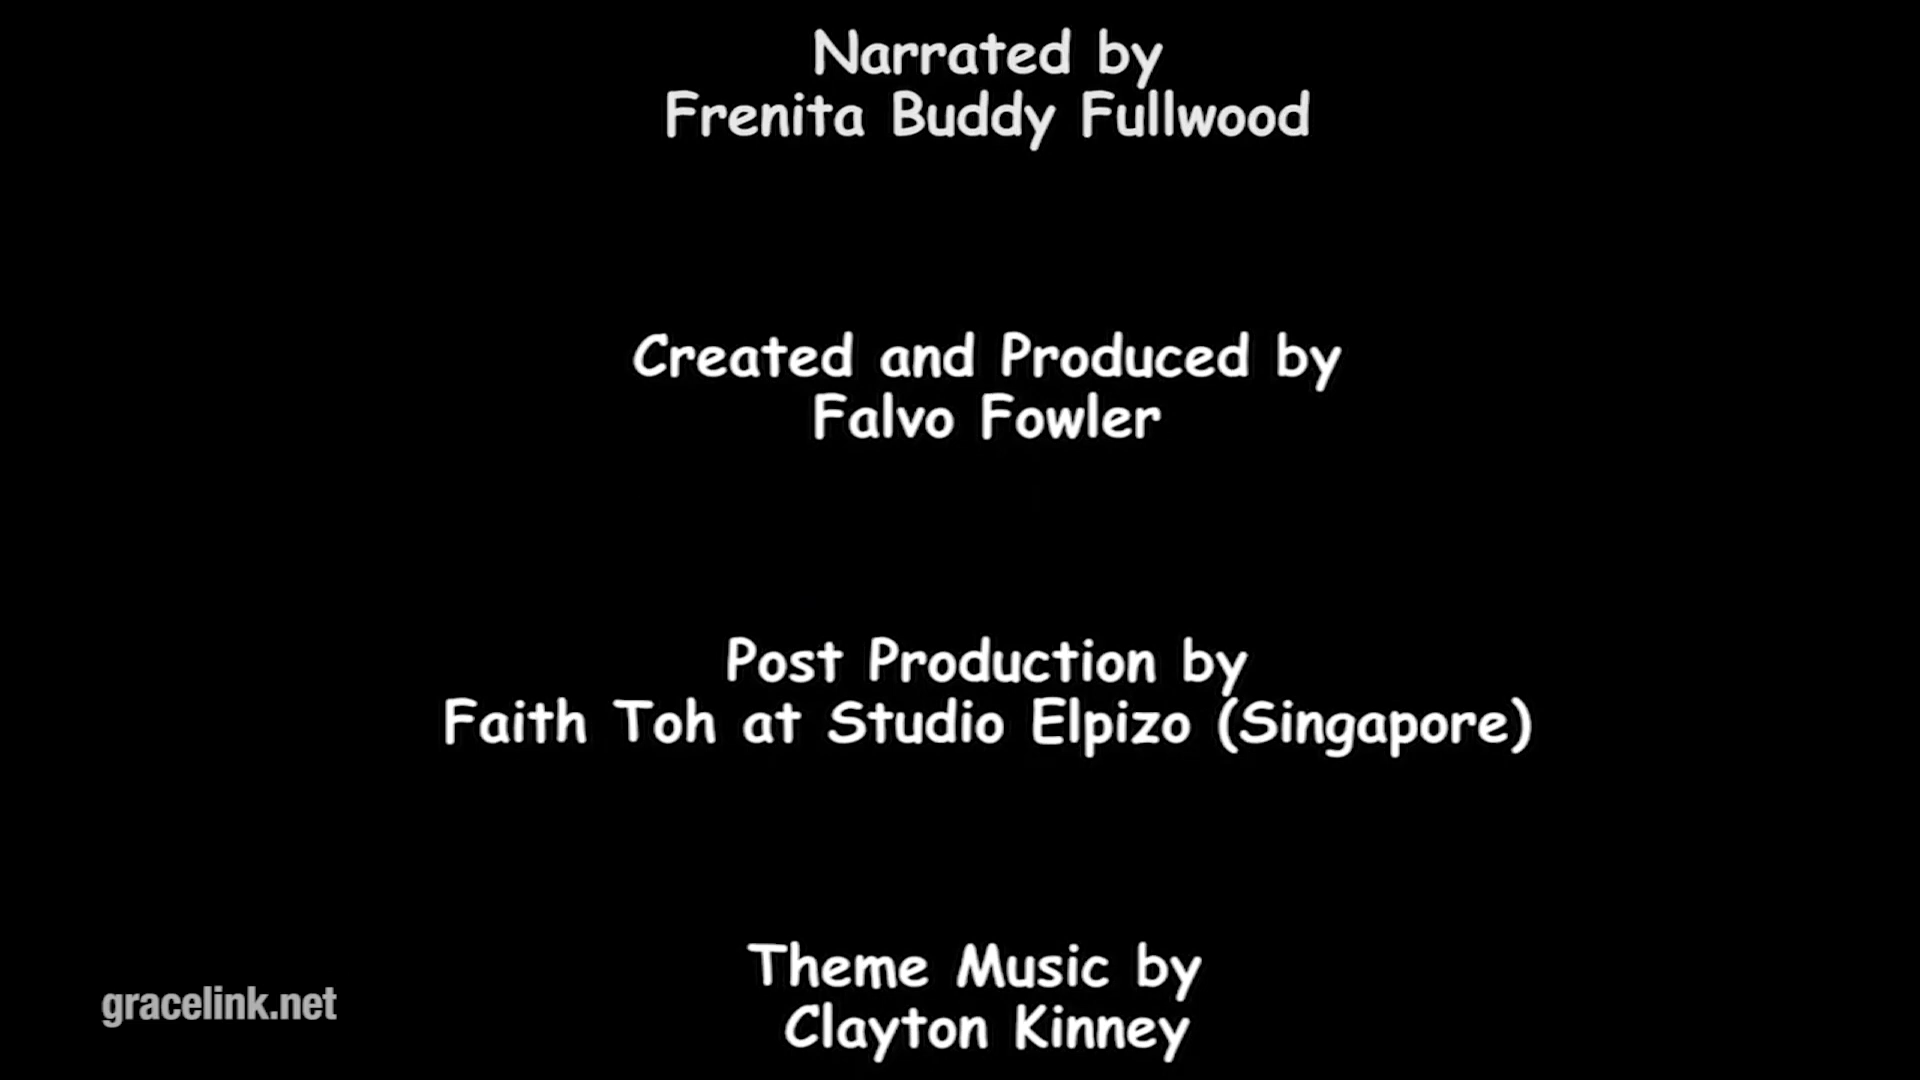 Narrated by
Frenita Buddy Fullwood
Created and Produced by
Falvo Fowler
Post Production by
Faith Toh at Studio Elpizo (Singapore)
Theme Music by
Clayton Kinney
gracelink.net